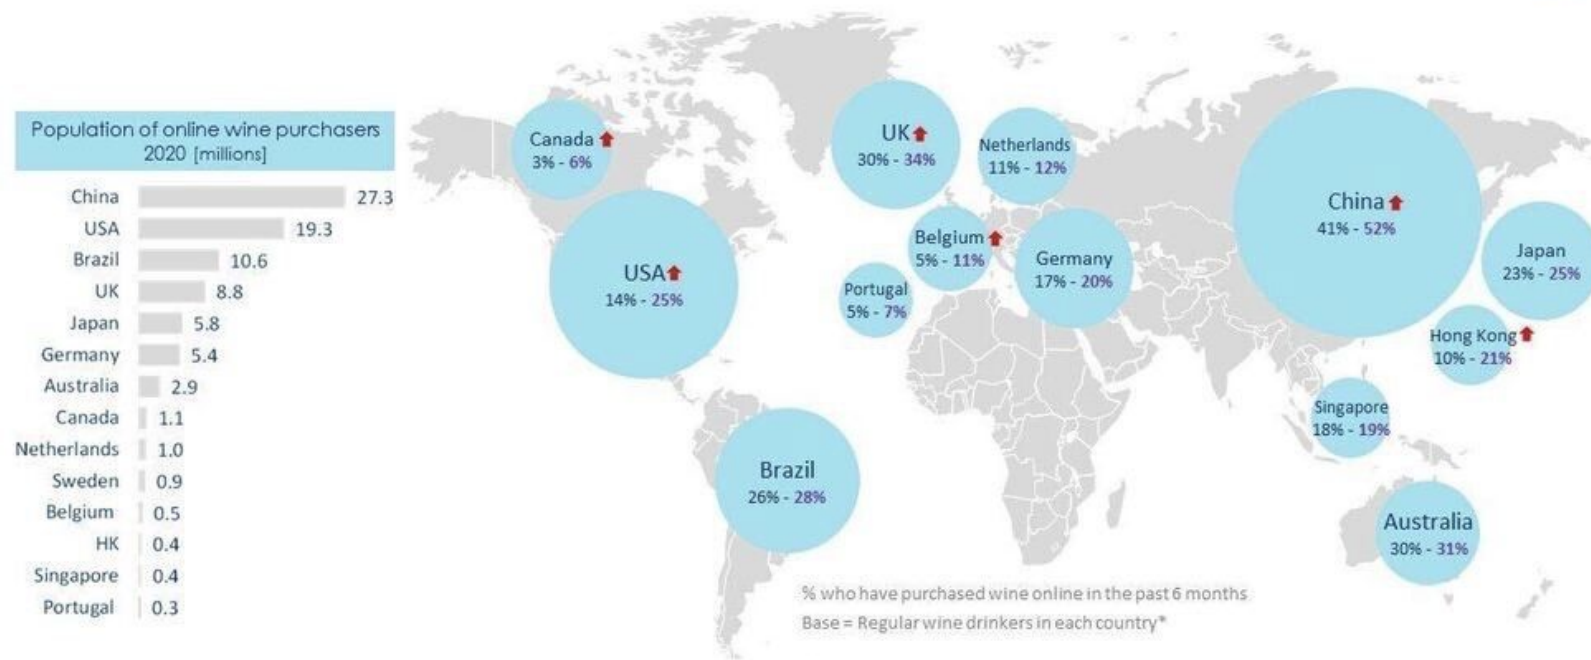 Population of online wine purchasers
2020 [millions]
China 27.3
USA 19.3
Brazil 10.6
UK 8.8
Japan 5.8
Germany 5.4
Australia 2.9
Canada 1.1
Netherlands 1.0
Sweden 0.9
Belgium 0.5
HK 0.4
Singapore 0.4
Portugal 0.3
Canada
3% - 6%
USA
14% - 25%
Brazil
26% - 28%
UK
30% - 34%
Netherlands
11% - 12%
Belgium
5% - 11%
Germany
17% - 20%
Portugal
5% - 7%
China
41% - 52%
Japan
23% - 25%
Hong Kong
10% - 21%
Singapore
18% - 19%
Australia
30% - 31%
% who have purchased wine online in the past 6 months
Base = Regular wine drinkers in each country*